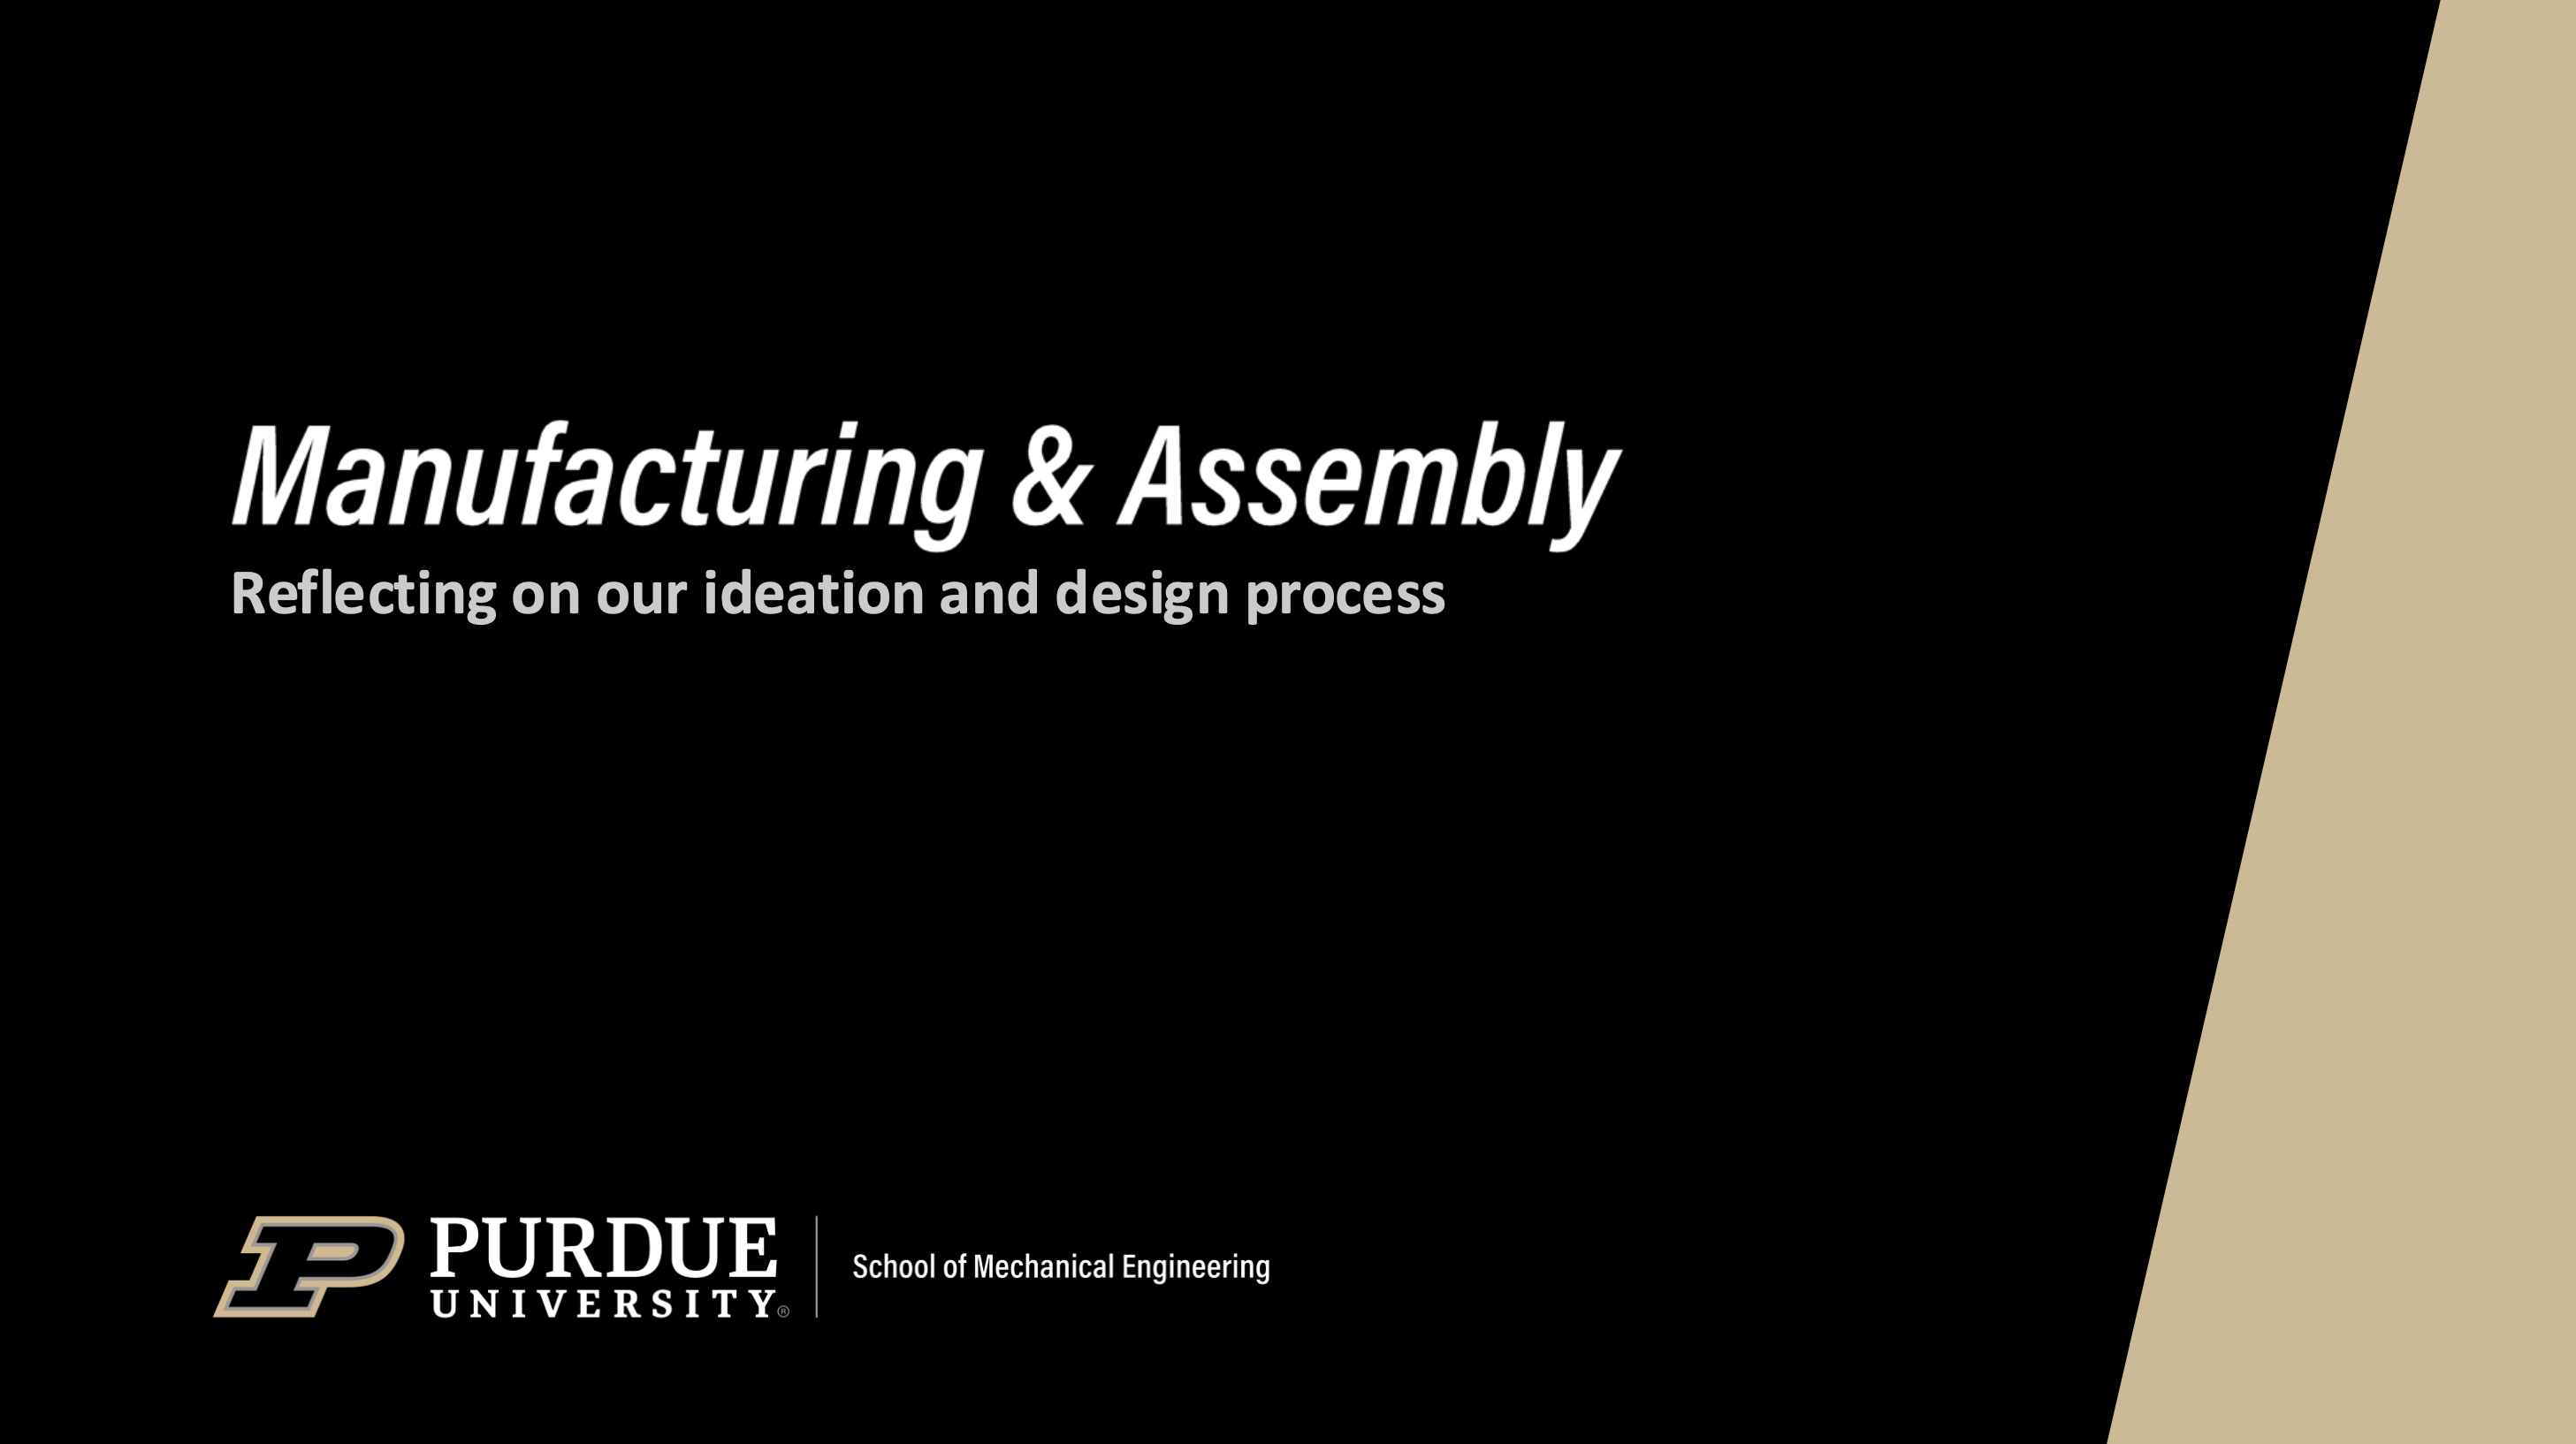 Manufacturing & Assembly
Reflecting on our ideation and design process
P
PURDUE
UNIVERSITY®
School of Mechanical Engineering